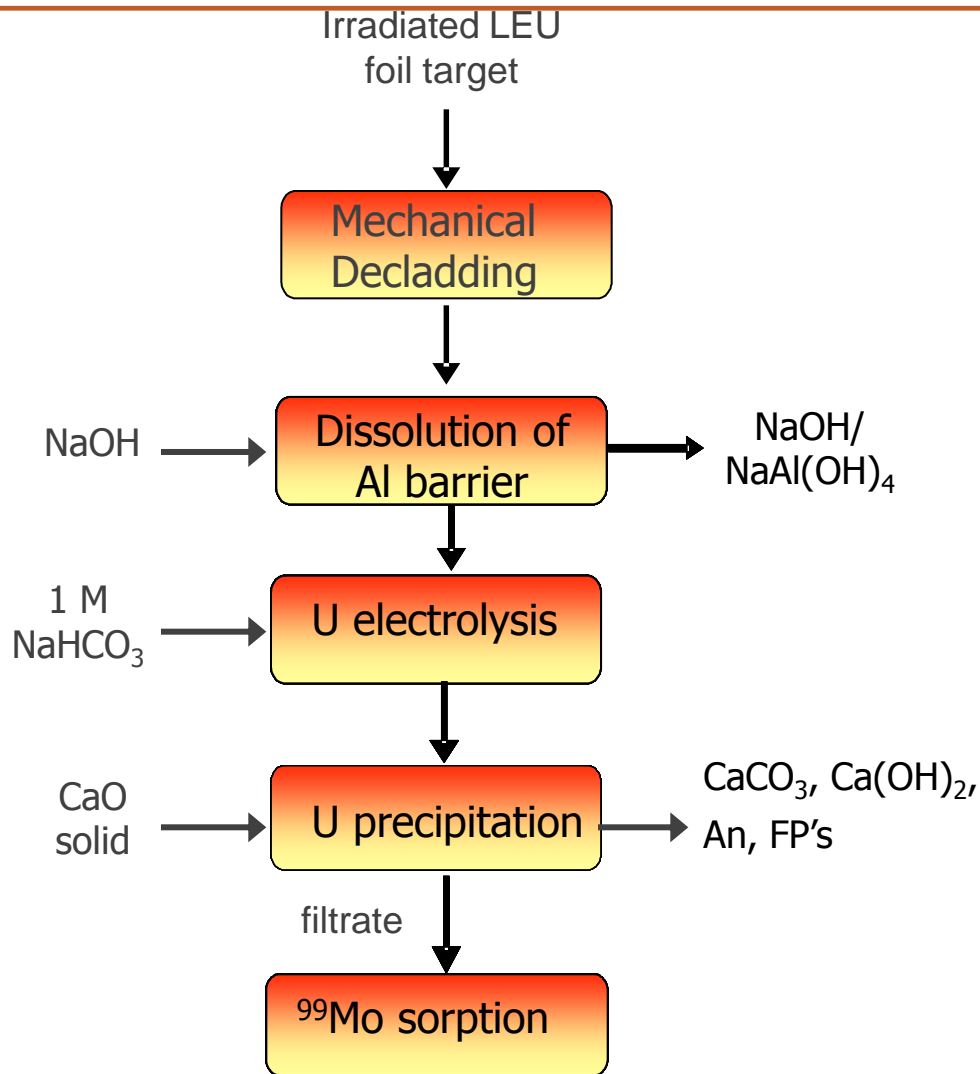 Irradiated LEU
foil target
Mechanical
Decladding
NaOH
Dissolution of
Al barrier
NaOH/
NaAl(OH)₄
1 M
NaHCO₃
U electrolysis
CaO
solid
U precipitation
CaCO₃, Ca(OH)₂,
An, FP's
filtrate
⁹⁹Mo sorption